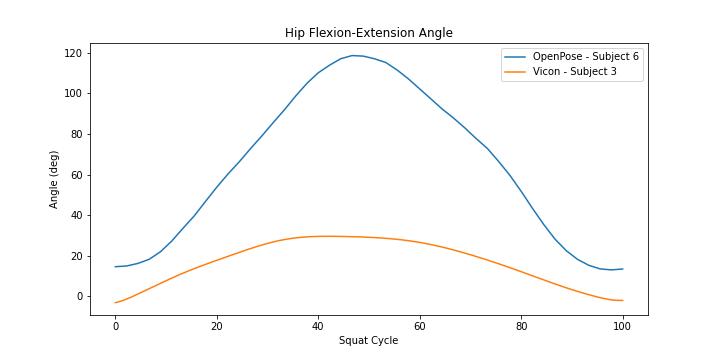 Hip Flexion-Extension Angle
OpenPose - Subject 6
Vicon - Subject 3
Angle (deg)
120
100
80
60
40
20
0
0 20 40 60 80 100
Squat Cycle